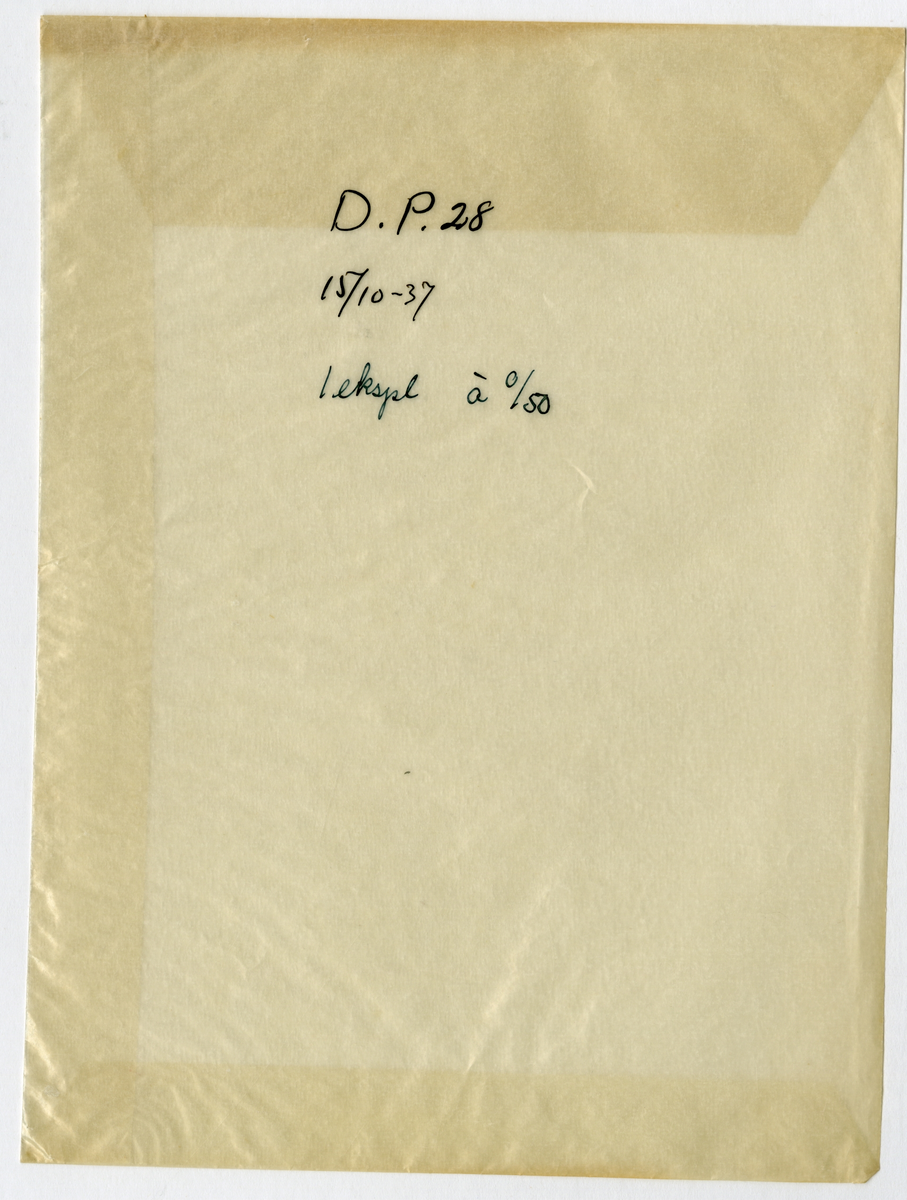 D. P. 28
15/10-37
1 ekspl à 0/50